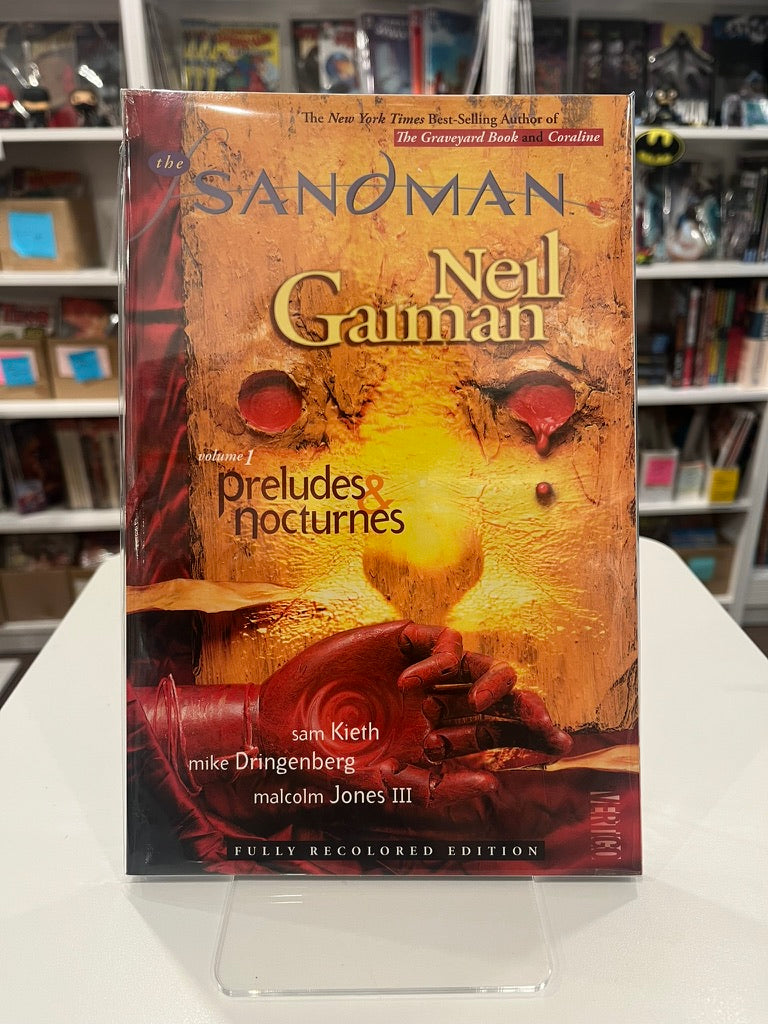 The New York Times Best-Selling Author of
The Graveyard Book and Coraline
the SANDMAN
Neil
Gaiman
volume 1
preludes &
nocturnes
sam Kieth
mike Dringenberg
malcolm Jones III
VERTIGO
FULLY RECOLORED EDITION